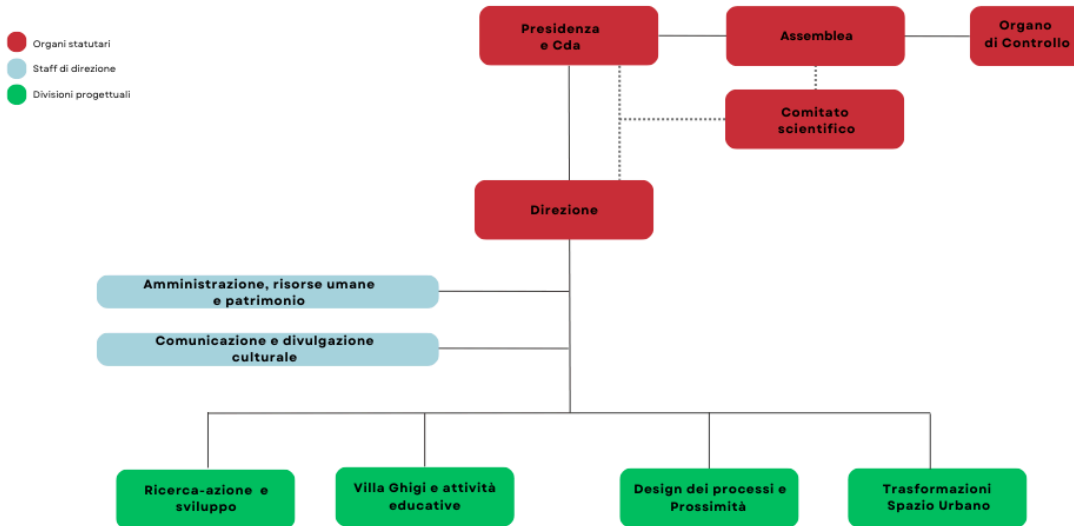 Organi statutari
Staff di direzione
Divisioni progettuali
Presidenza
e Cda
Assemblea
Organo
di Controllo
Comitato
scientifico
Direzione
Amministrazione, risorse umane
e patrimonio
Comunicazione e divulgazione
culturale
Ricerca-azione e
sviluppo
Villa Ghigi e attività
educative
Design dei processi e
Prossimità
Trasformazioni
Spazio Urbano